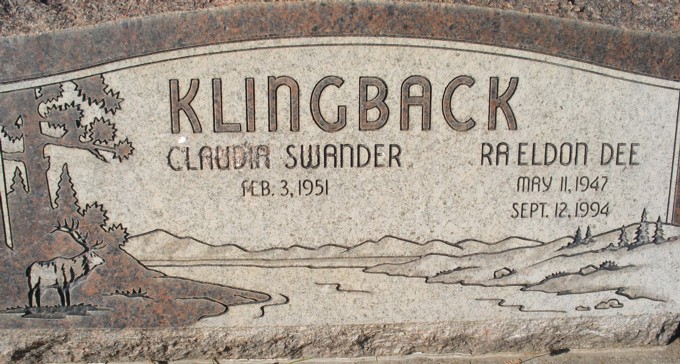 KLINGBACK
CLAUDIA SWANDER
FEB. 3, 1951
RA ELDON DEE
MAY 11, 1947
SEPT. 12, 1994